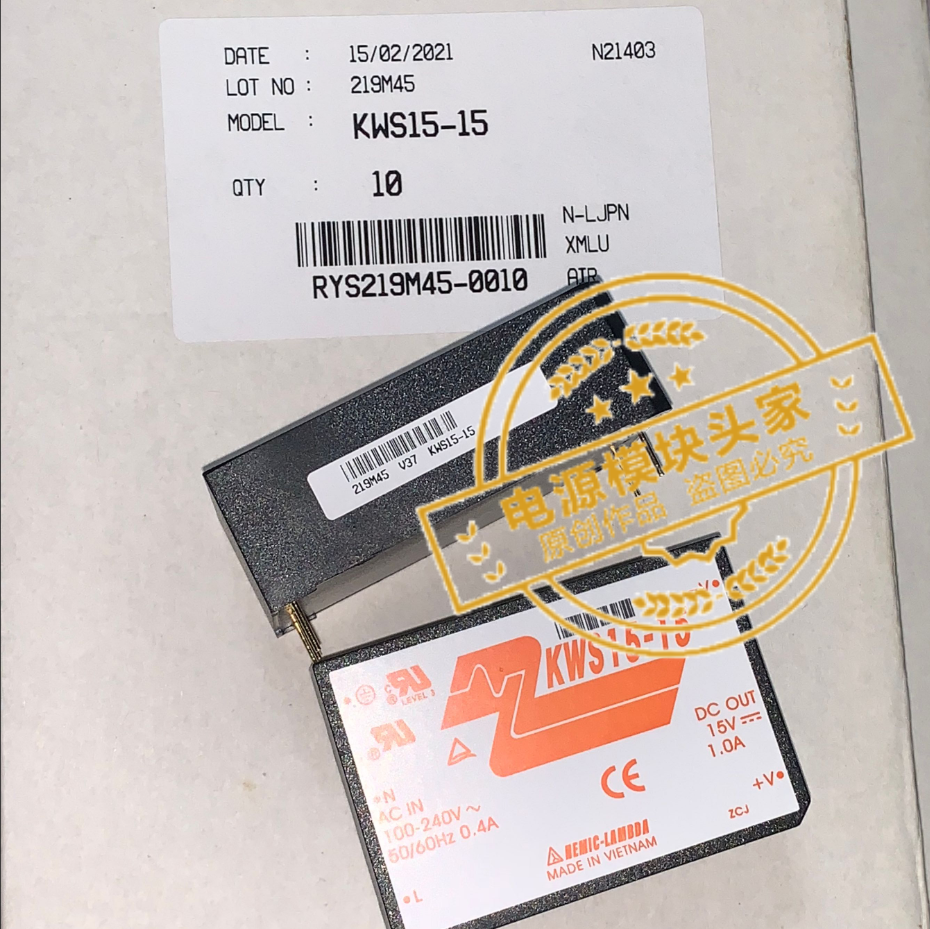 DATE : 15/02/2021 N21403
LOT NO : 219M45
MODEL : KWS15-15
QTY : 10
N-LJPN
XMLU
AIR
RYS219M45-0010
219M45 V37 KWS15-15
电源模块头家
原创作品 盗图必究
KWS15-15
LEVEL 3
DC OUT
15V
1.0A
-V
+V
CE
N
AC IN
100-240V~
50/60Hz 0.4A
L
ZCJ
NEMIC-LAMBDA
MADE IN VIETNAM